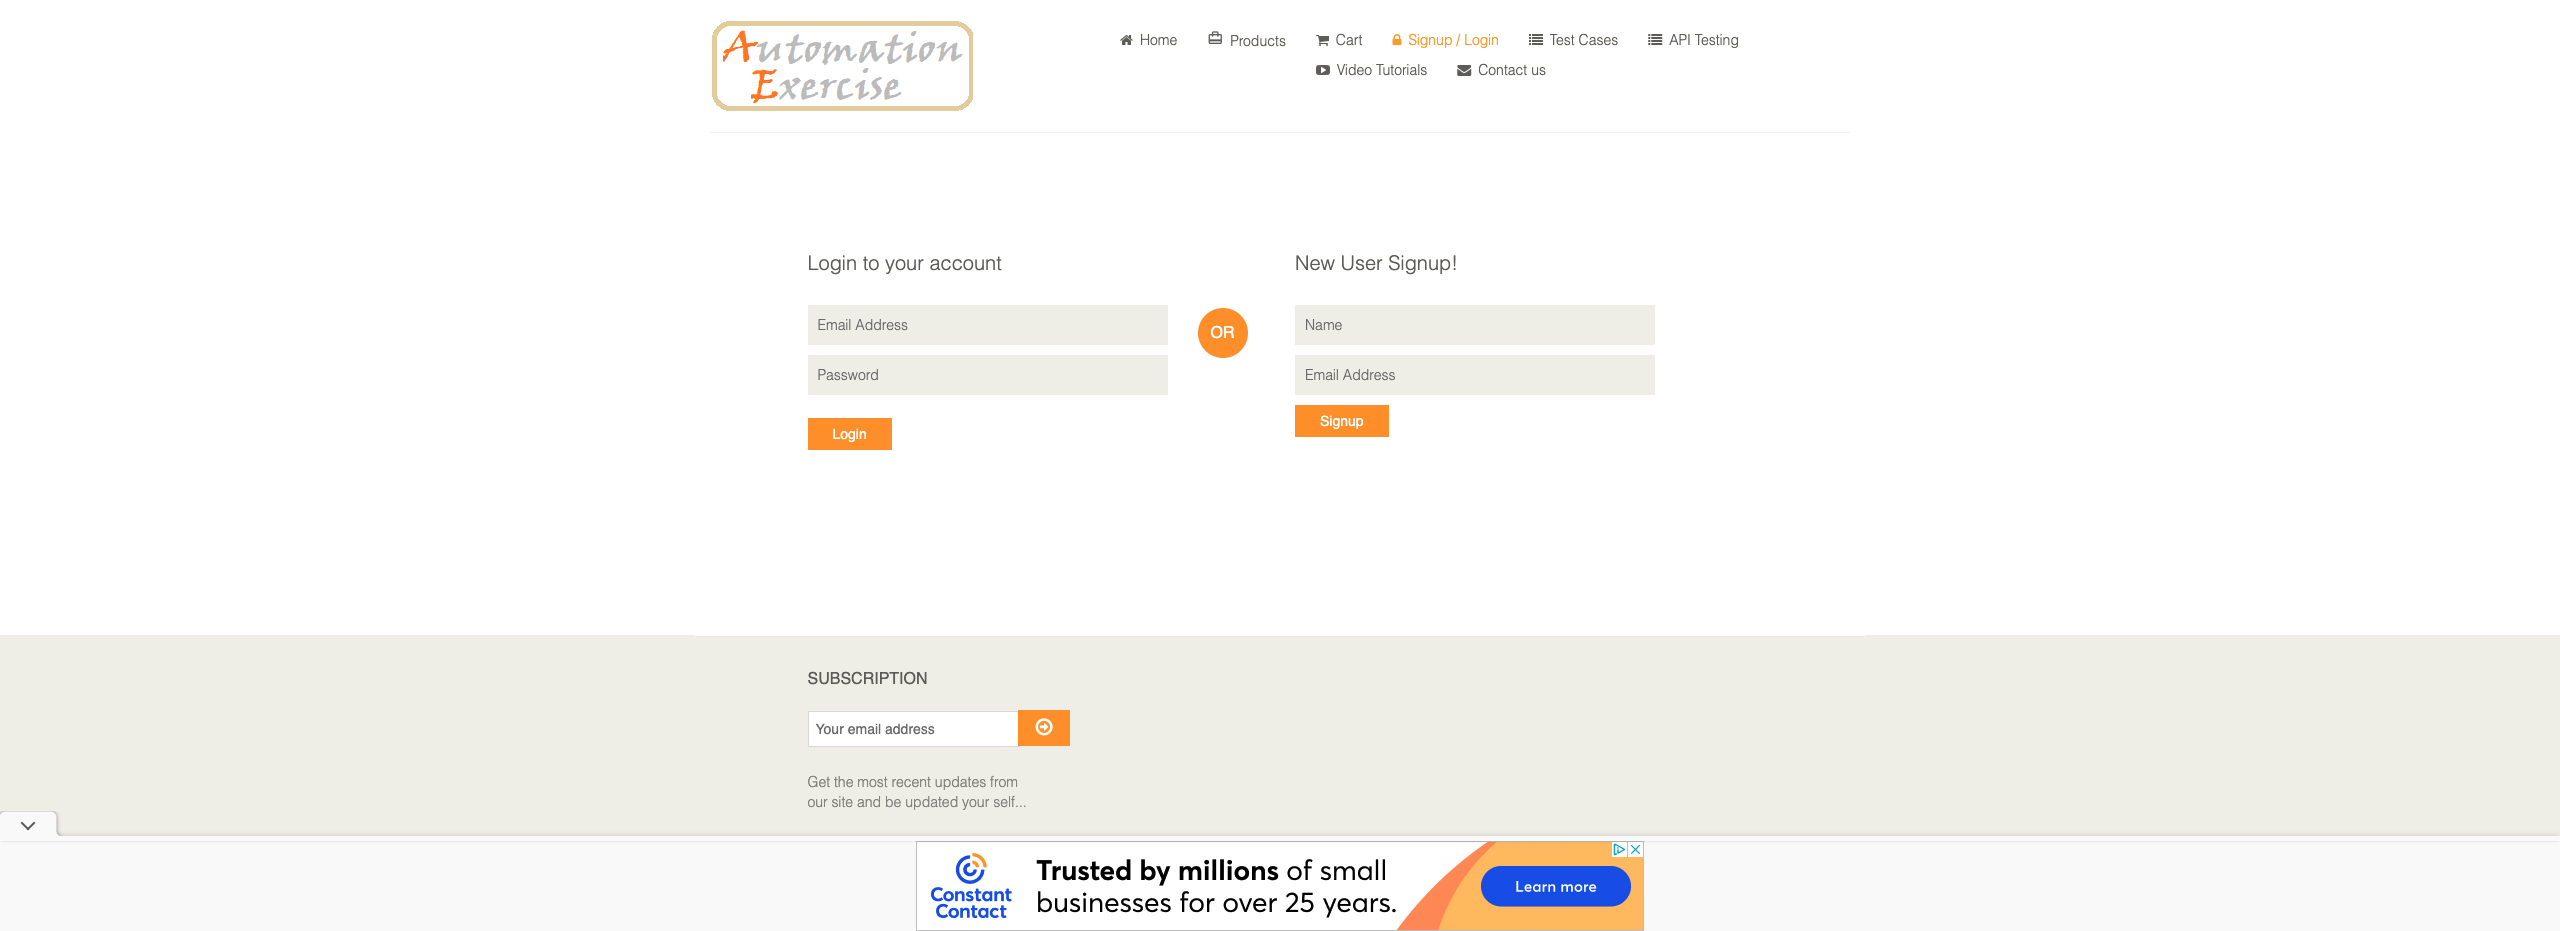 Automation
Exercise
Home
Products
Cart
Signup / Login
Test Cases
API Testing
Video Tutorials
Contact us
Login to your account
Email Address
Password
Login
OR
New User Signup!
Name
Email Address
Signup
SUBSCRIPTION
Your email address
Get the most recent updates from
our site and be updated your self...
Constant
Contact
Trusted by millions of small
businesses for over 25 years.
Learn more